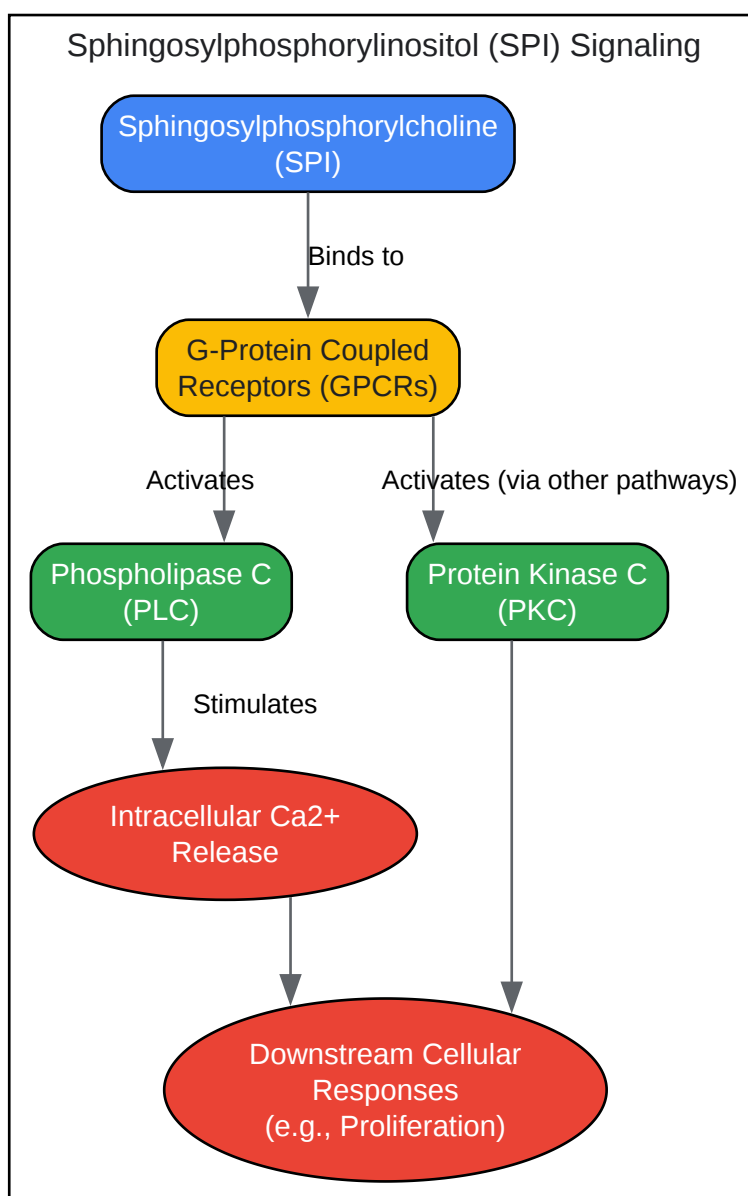 Sphingosylphosphorylinositol (SPI) Signaling
Sphingosylphosphorylcholine
(SPI)
Binds to
G-Protein Coupled
Receptors (GPCRs)
Activates
Activates (via other pathways)
Phospholipase C
(PLC)
Protein Kinase C
(PKC)
Stimulates
Intracellular Ca2+
Release
Downstream Cellular
Responses
(e.g., Proliferation)